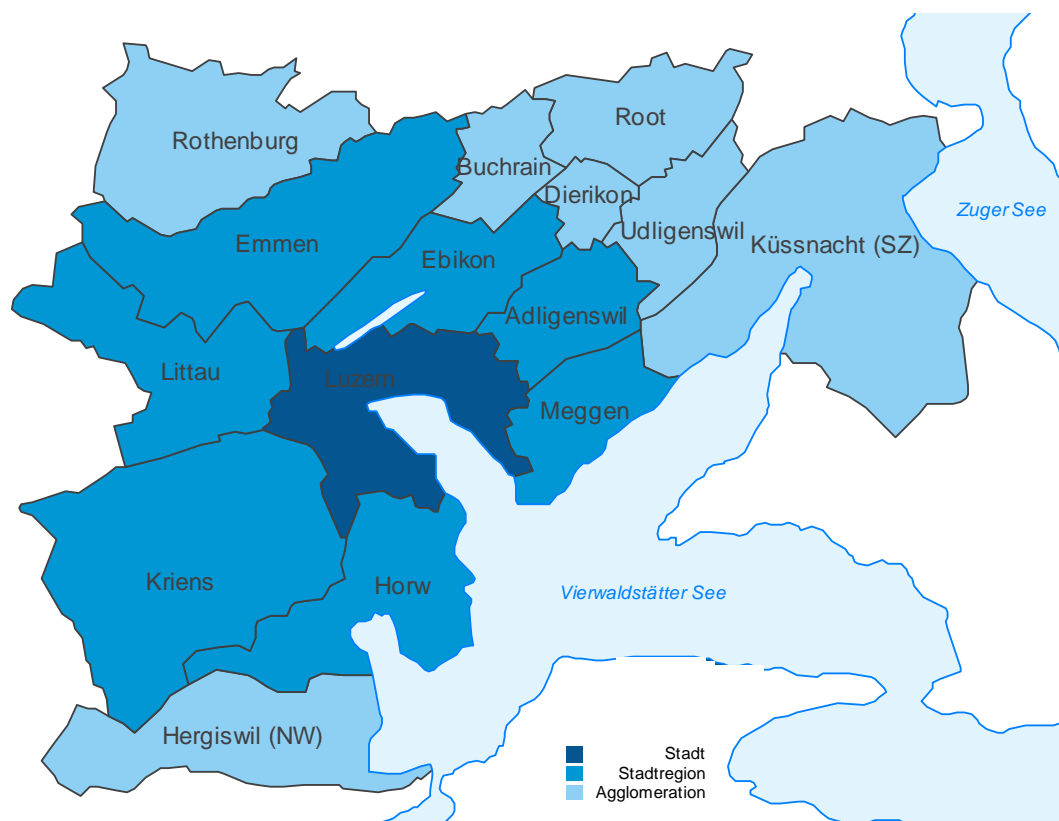 Root
Rothenburg
Buchrain
Dierikon
Zuger See
Udligenswil
Emmen
Küssnacht (SZ)
Ebikon
Adligenswil
Littau
Luzern
Meggen
Kriens
Horw
Vierwaldstätter See
Hergiswil (NW)
Stadt
Stadtregion
Agglomeration